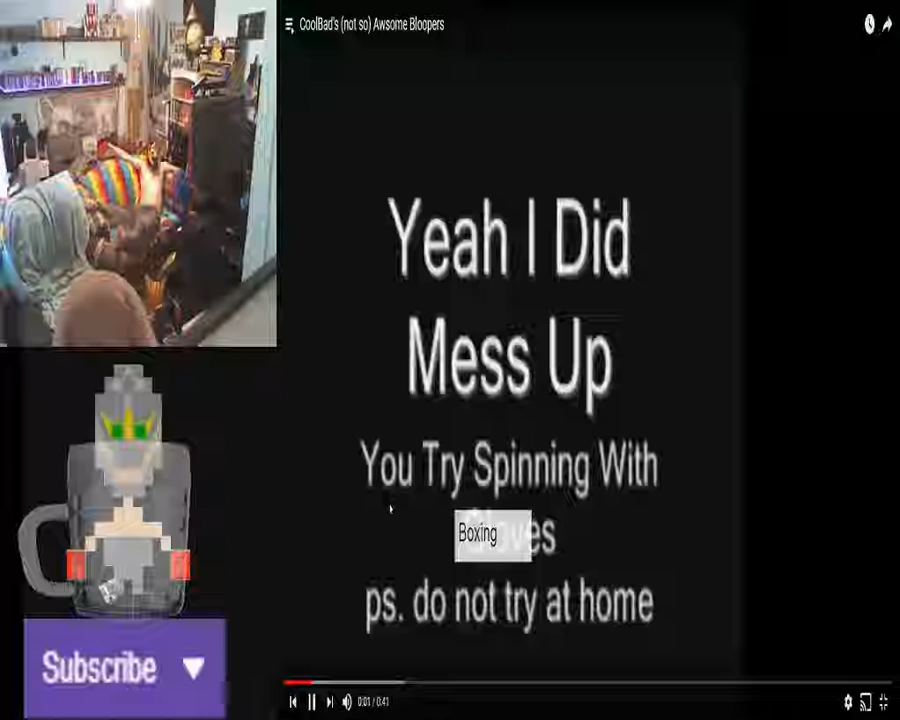 CoolBad's (not so) Awsome Bloopers
Yeah I Did
Mess Up
You Try Spinning With
Boxing
ps. do not try at home
Subscribe
0:01 / 0:41